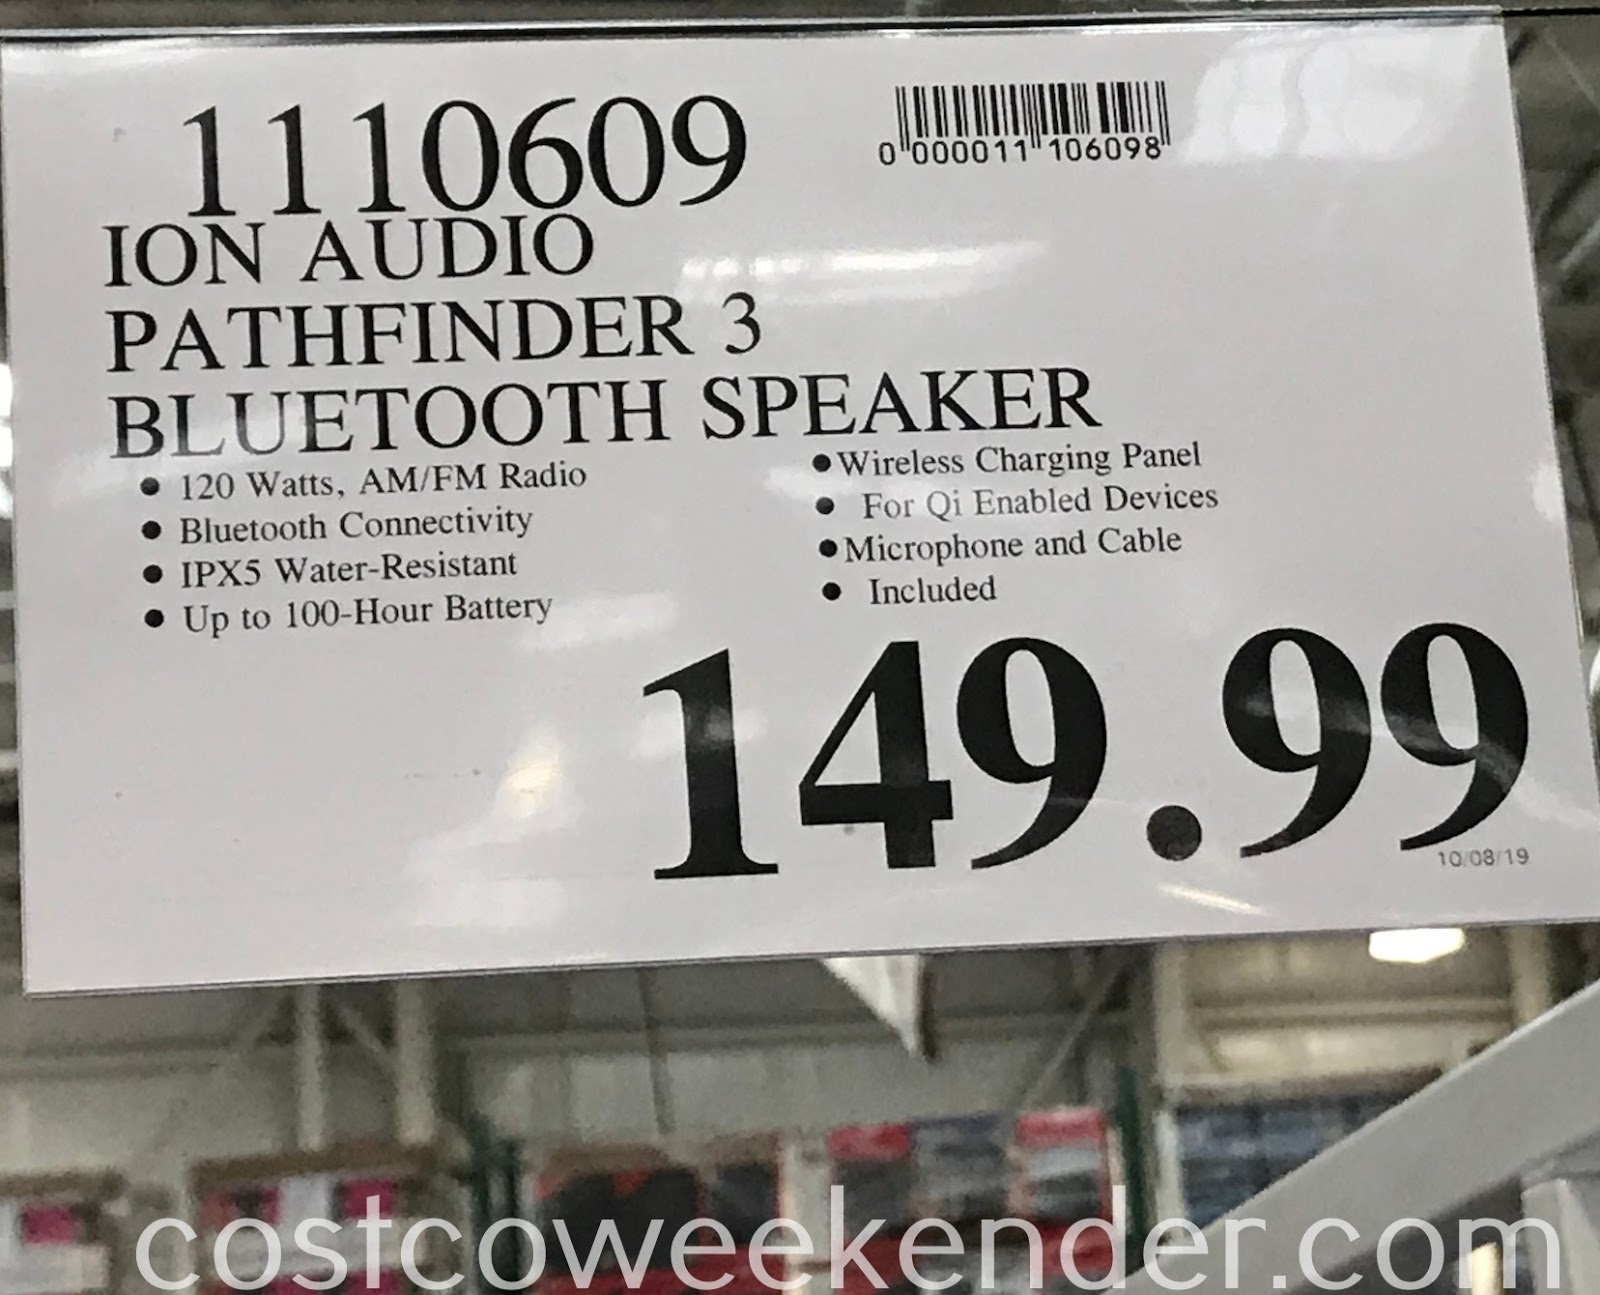 1110609
0 000011 106098
ION AUDIO
PATHFINDER 3
BLUETOOTH SPEAKER
• 120 Watts, AM/FM Radio
• Bluetooth Connectivity
• IPX5 Water-Resistant
• Up to 100-Hour Battery
• Wireless Charging Panel
• For Qi Enabled Devices
• Microphone and Cable
• Included
149.99
10/08/19
costcoweekender.com